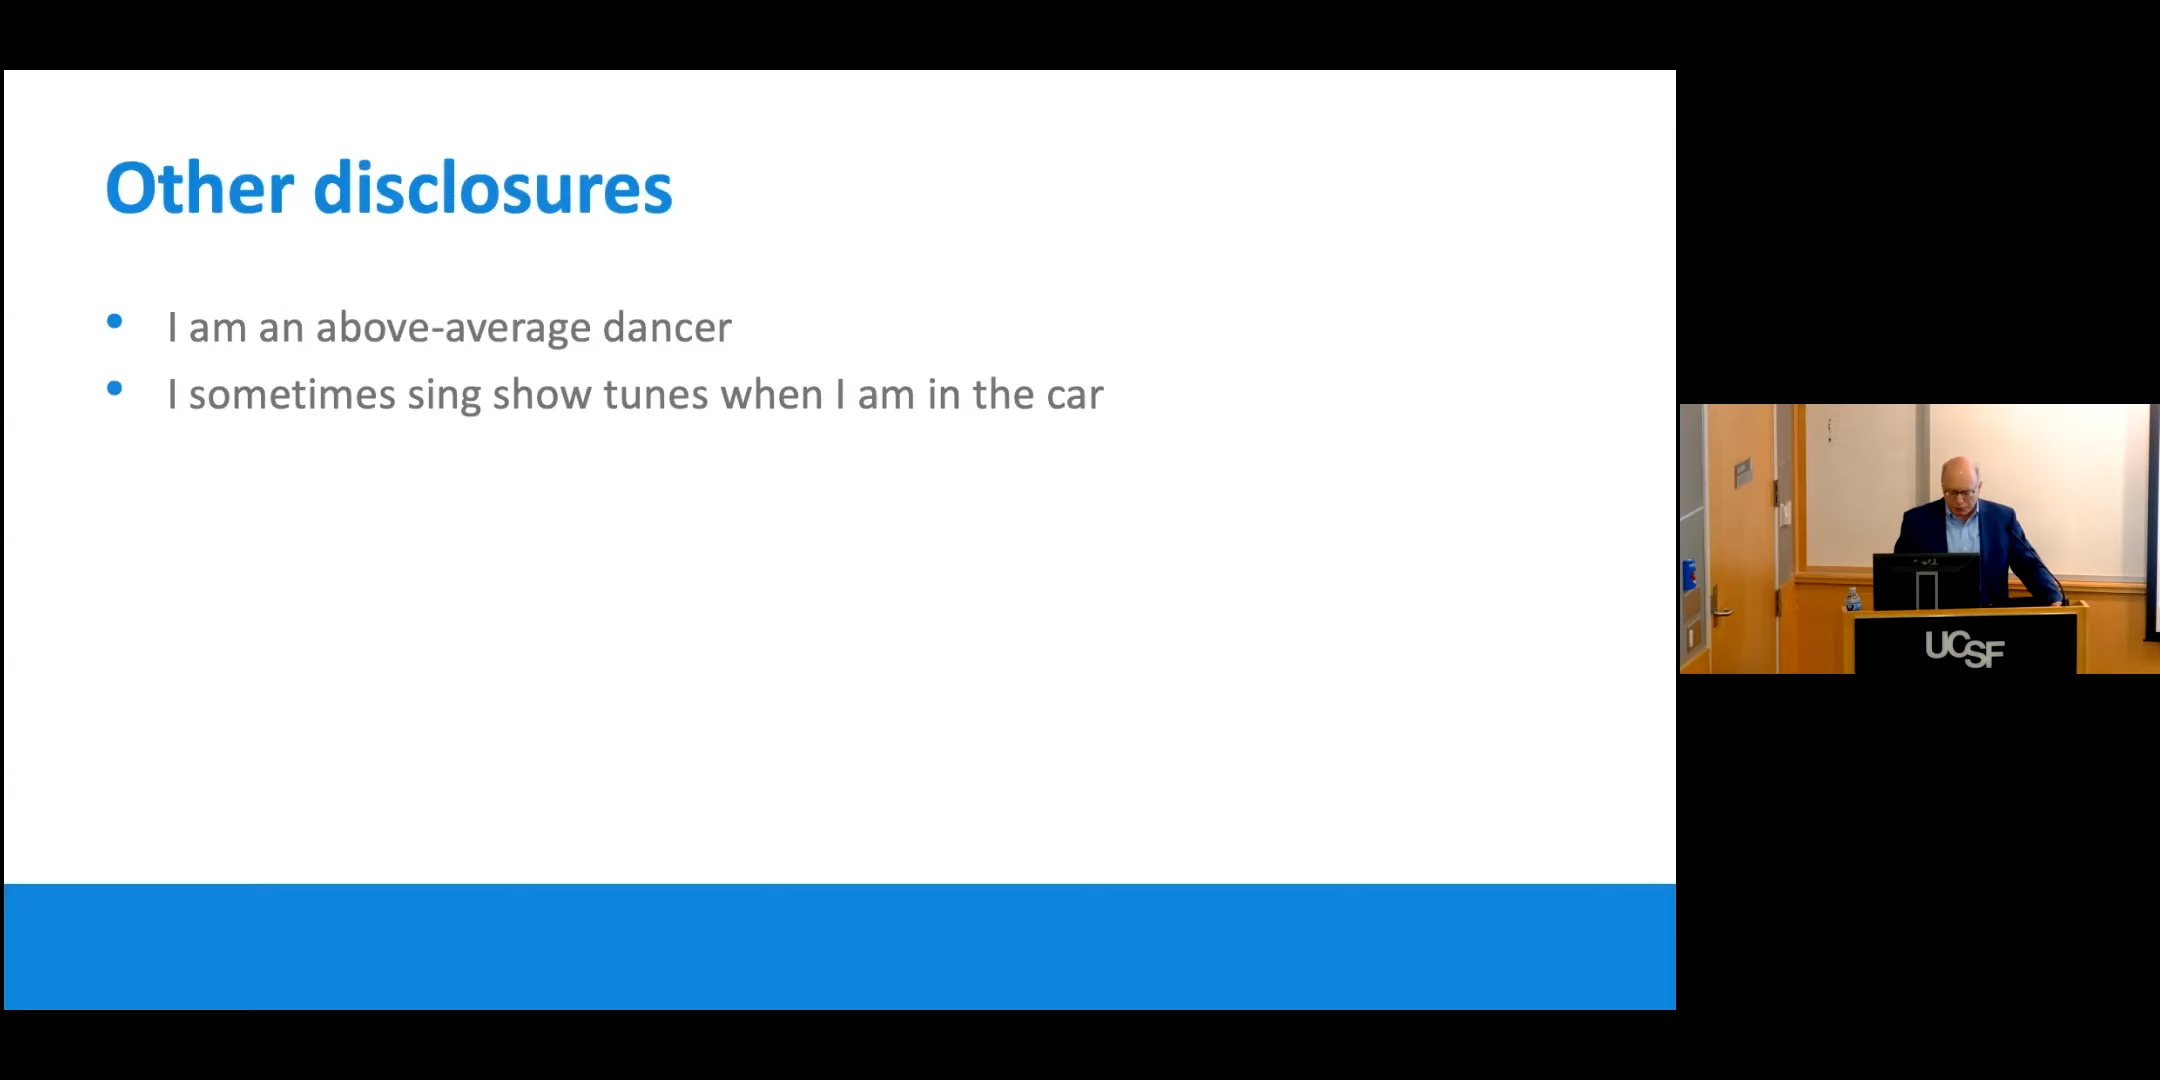 Other disclosures
I am an above-average dancer
I sometimes sing show tunes when I am in the car
UCSF